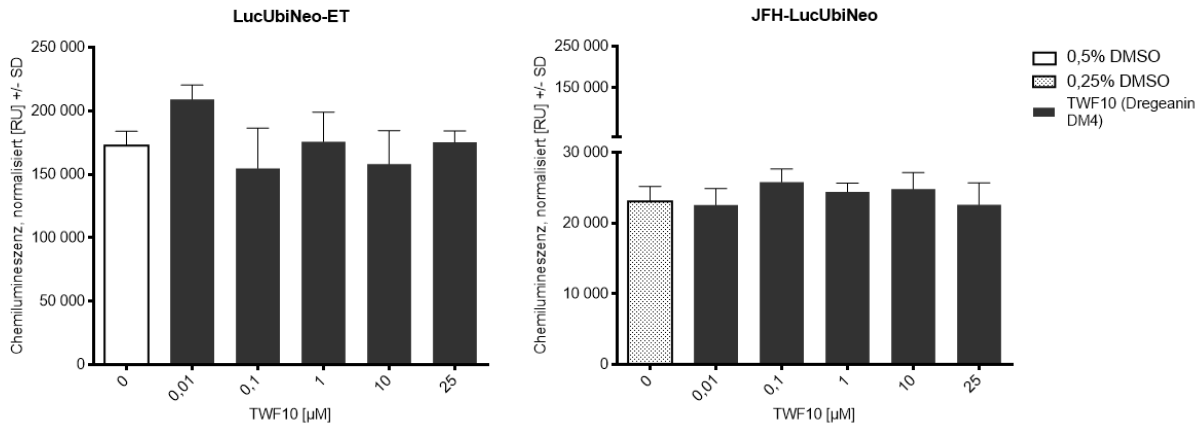 LucUbiNeo-ET
Chemilumineszenz, normalisiert [RU] +/- SD
250 000
200 000
150 000
100 000
50 000
0
0
0,01
0,1
1
10
25
TWF10 [µM]
JFH-LucUbiNeo
Chemilumineszenz, normalisiert [RU] +/- SD
250 000
150 000
30 000
20 000
10 000
0
0
0,01
0,1
1
10
25
TWF10 [µM]
0,5% DMSO
0,25% DMSO
TWF10 (Dregeanin
DM4)